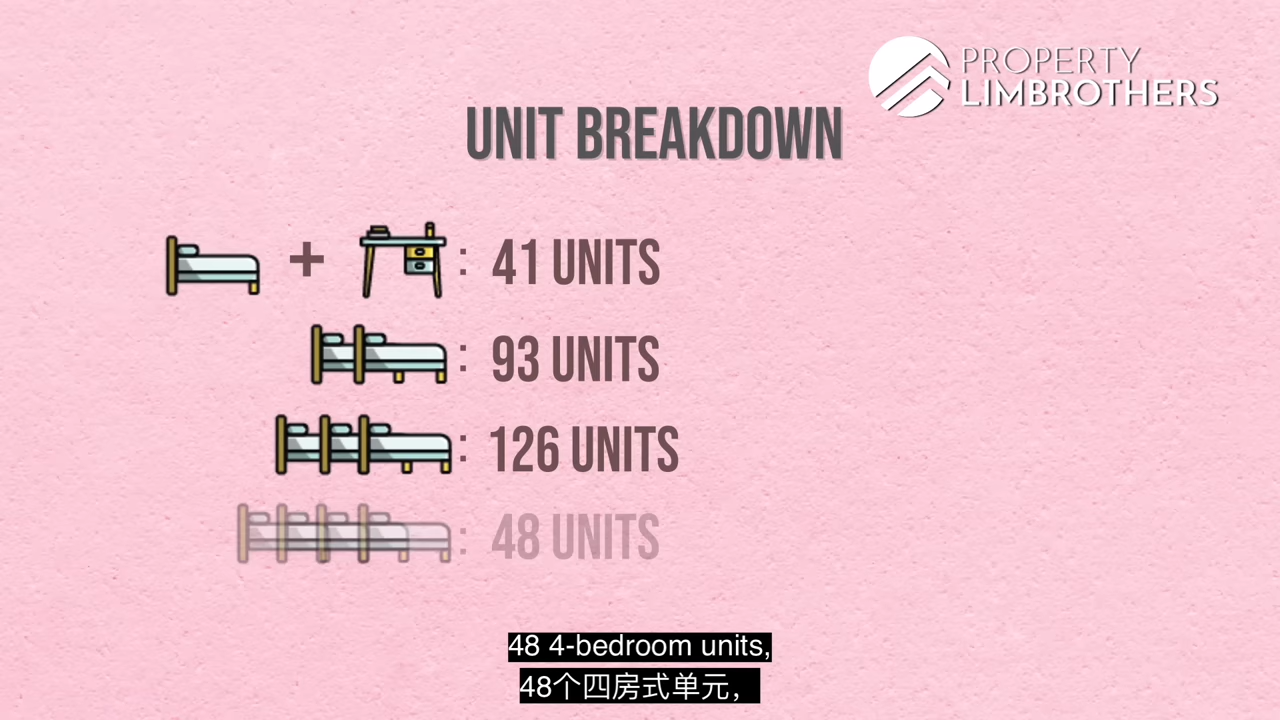 PROPERTY
LIMBROTHERS
UNIT BREAKDOWN
+ : 41 UNITS
: 93 UNITS
: 126 UNITS
: 48 UNITS
48 4-bedroom units,
48个四房式单元，